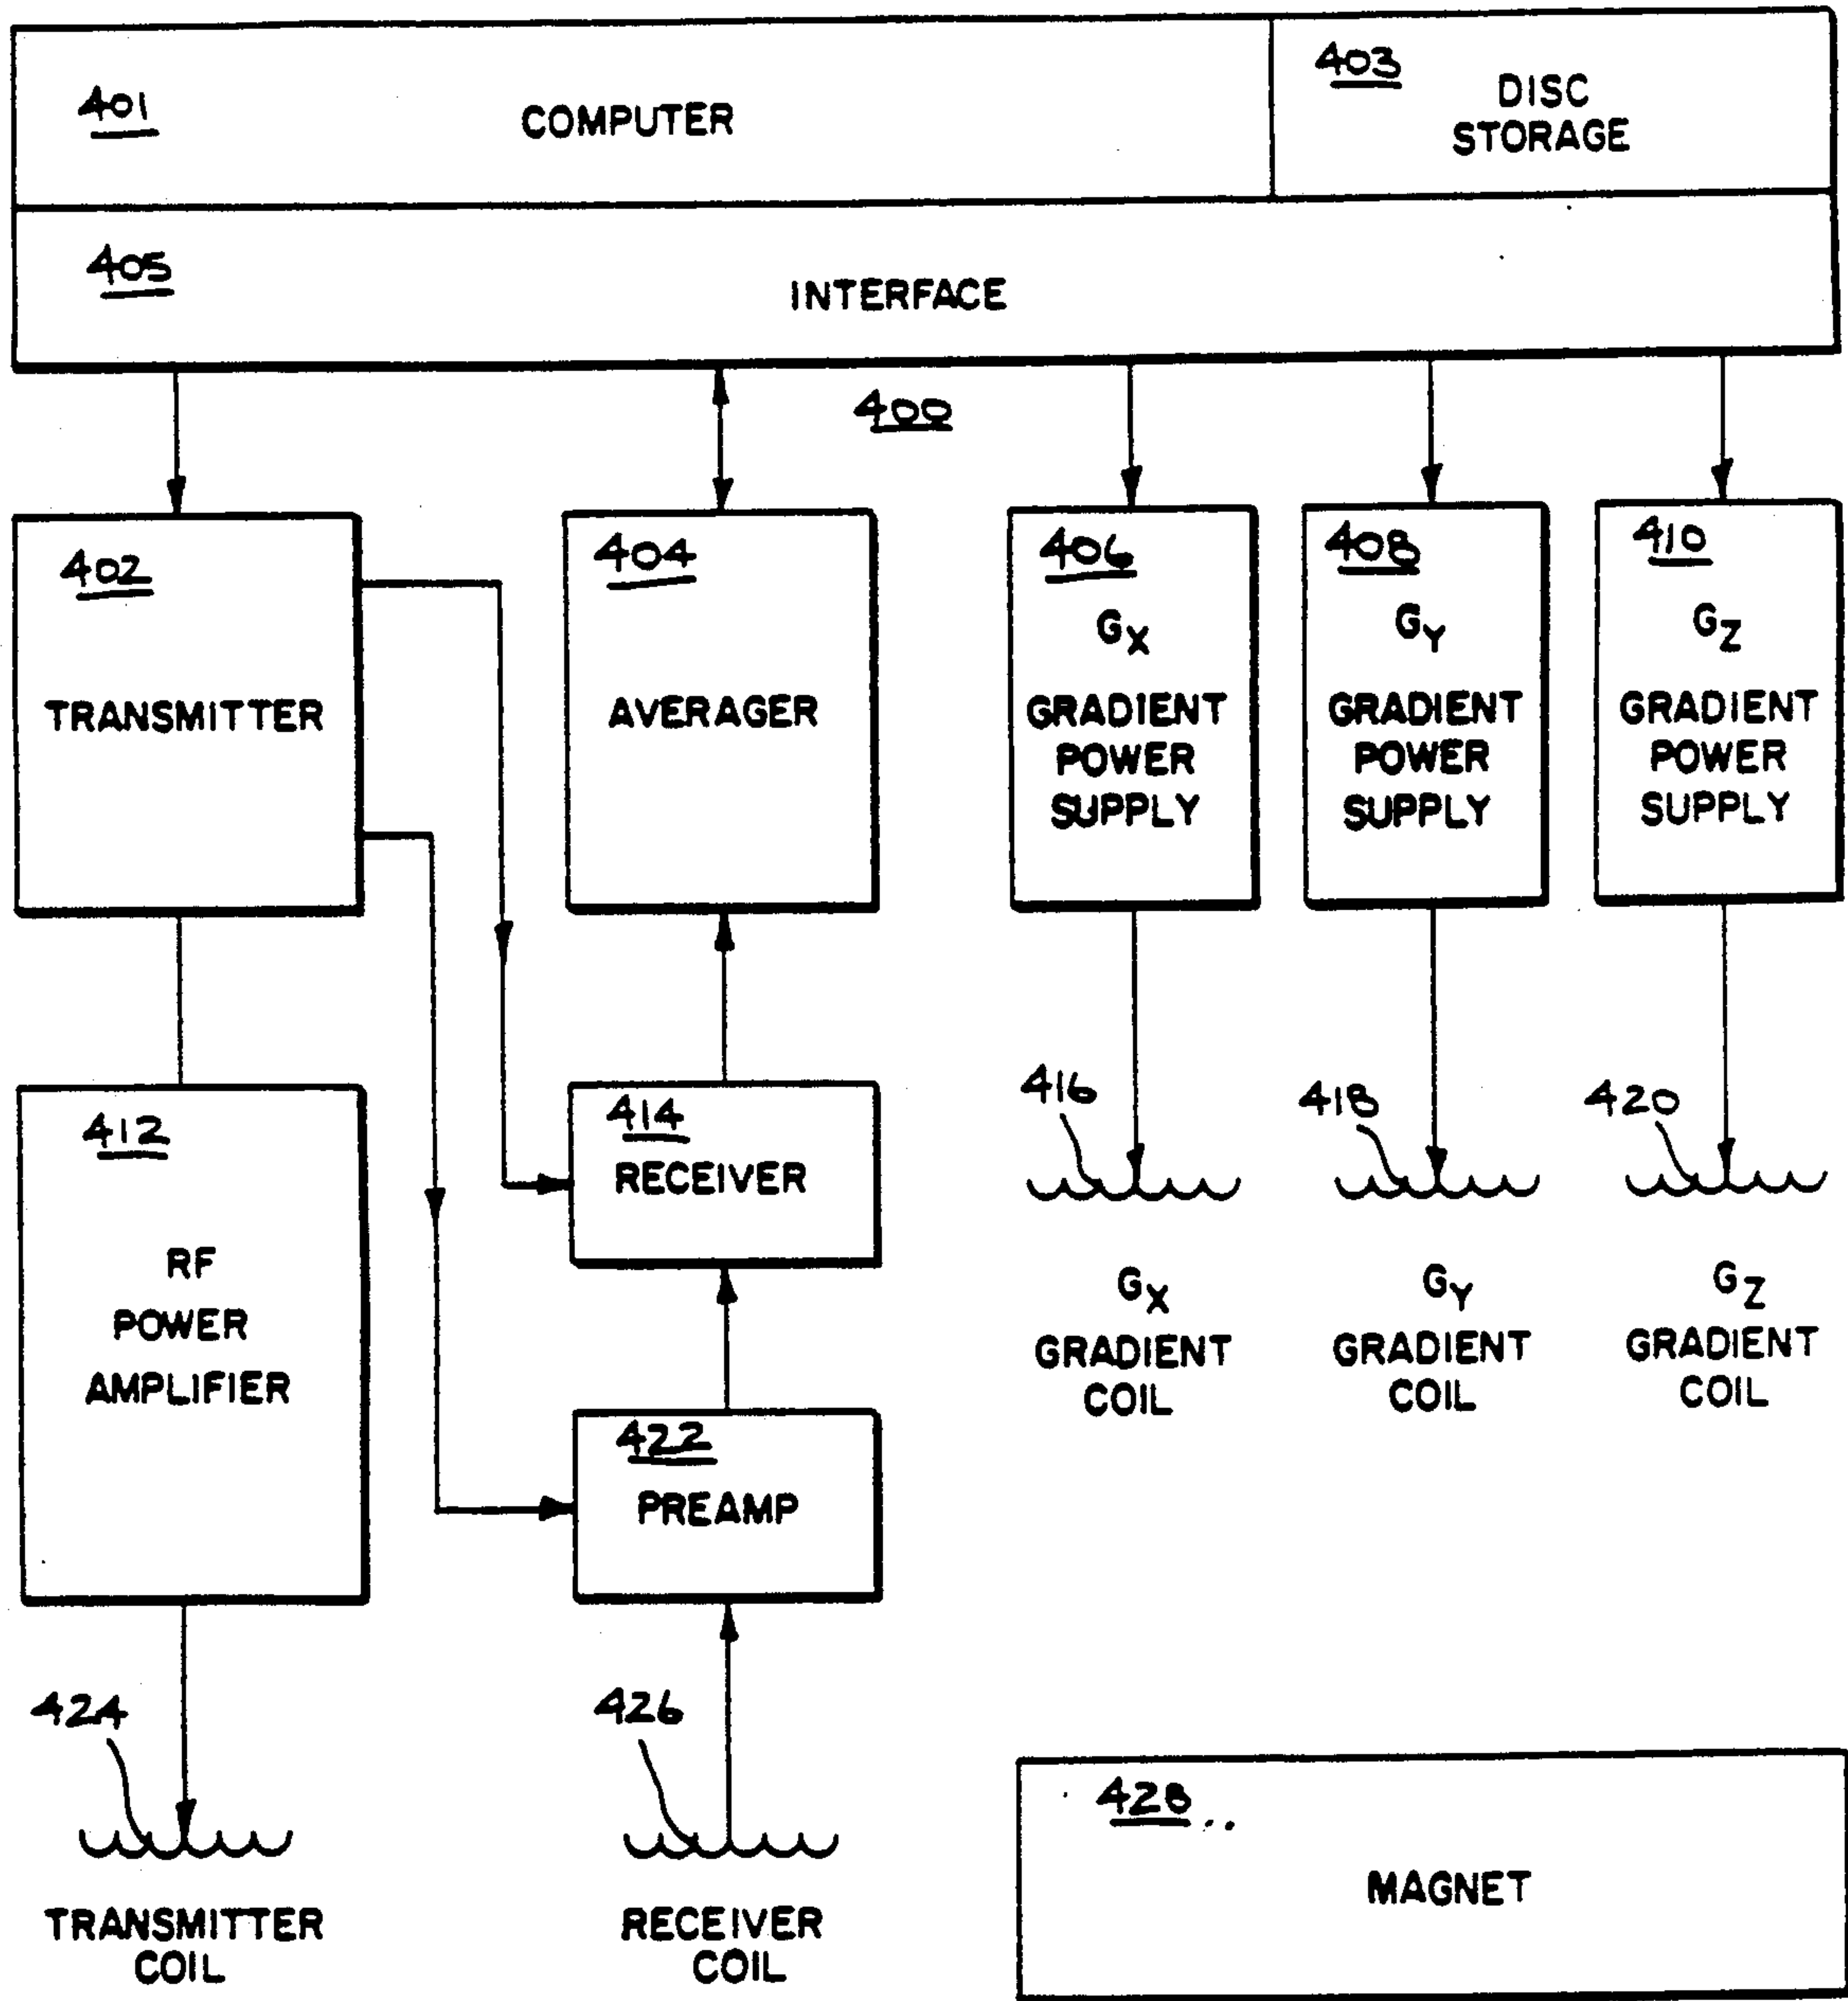 401
COMPUTER
403
DISC
STORAGE
405
INTERFACE
400
402
TRANSMITTER
404
AVERAGER
406
GX
GRADIENT
POWER
SUPPLY
408
GY
GRADIENT
POWER
SUPPLY
410
GZ
GRADIENT
POWER
SUPPLY
412
RF
POWER
AMPLIFIER
414
RECEIVER
416
GX
GRADIENT
COIL
418
GY
GRADIENT
COIL
420
GZ
GRADIENT
COIL
422
PREAMP
424
TRANSMITTER
COIL
426
RECEIVER
COIL
428
MAGNET